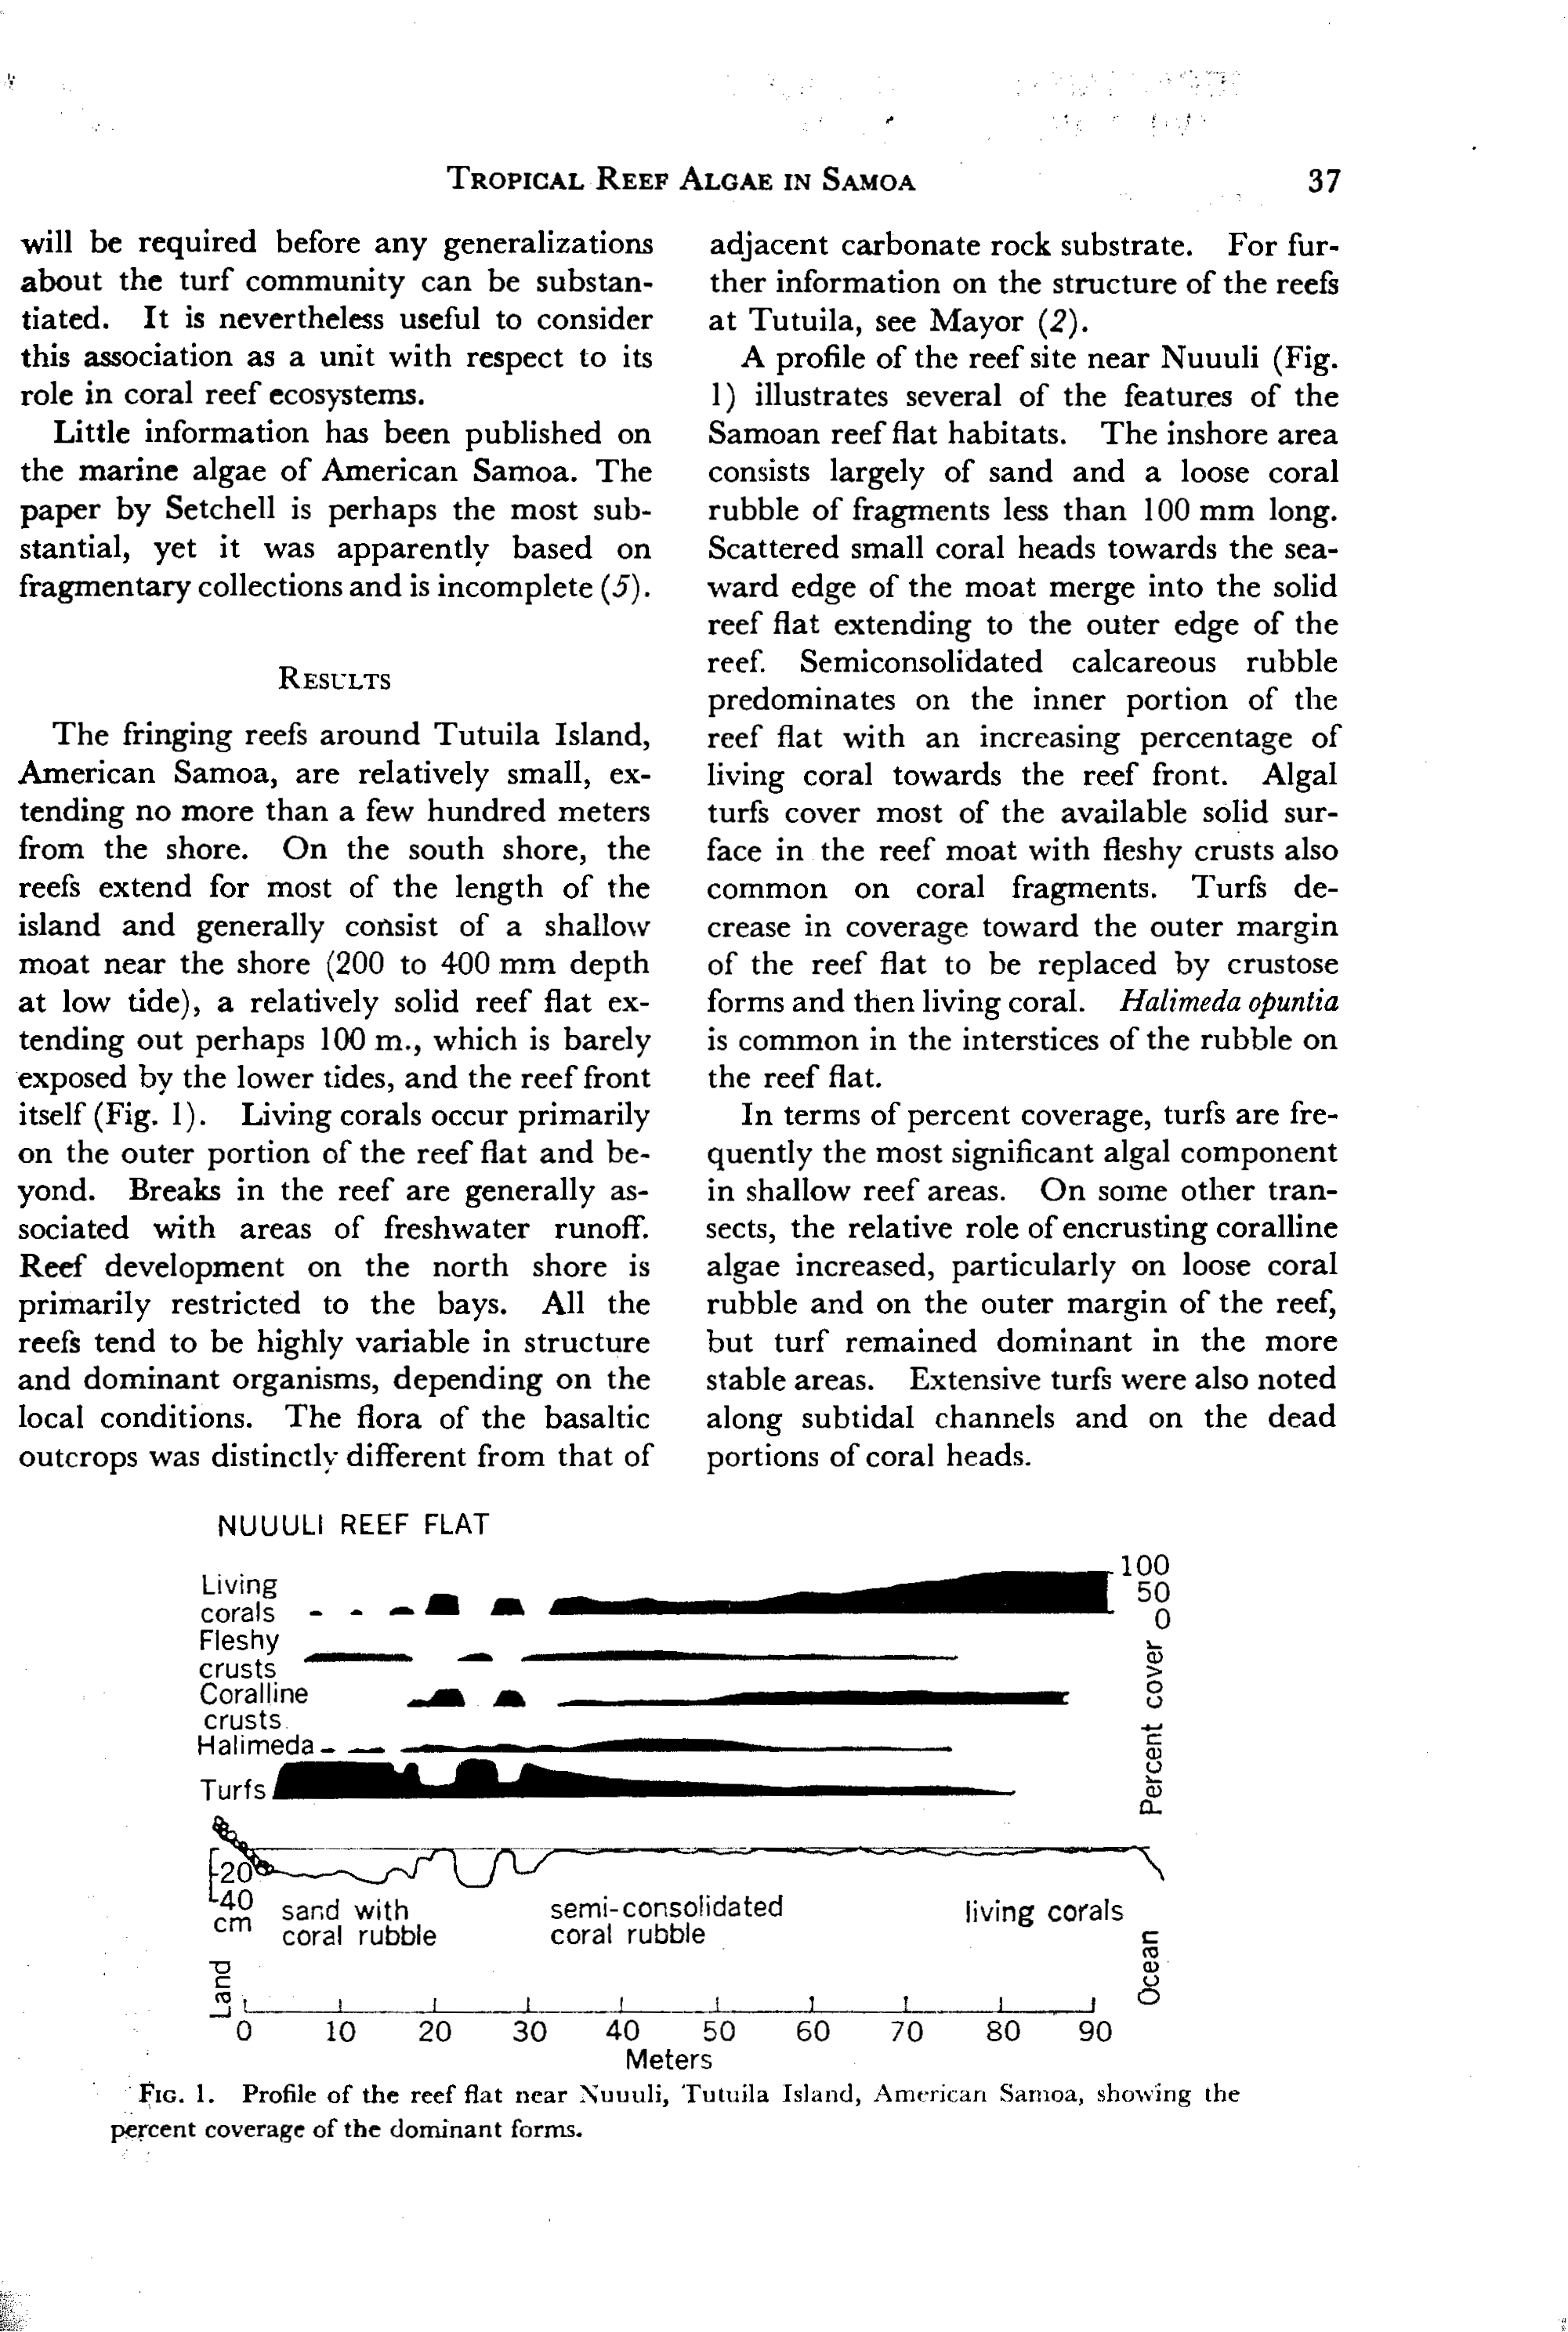 TROPICAL REEF ALGAE IN SAMOA 37
will be required before any generalizations
about the turf community can be substan-
tiated. It is nevertheless useful to consider
this association as a unit with respect to its
role in coral reef ecosystems.
Little information has been published on
the marine algae of American Samoa. The
paper by Setchell is perhaps the most sub-
stantial, yet it was apparently based on
fragmentary collections and is incomplete (5).
RESULTS
The fringing reefs around Tutuila Island,
American Samoa, are relatively small, ex-
tending no more than a few hundred meters
from the shore. On the south shore, the
reefs extend for most of the length of the
island and generally consist of a shallow
moat near the shore (200 to 400 mm depth
at low tide), a relatively solid reef flat ex-
tending out perhaps 100 m., which is barely
exposed by the lower tides, and the reef front
itself (Fig. 1). Living corals occur primarily
on the outer portion of the reef flat and be-
yond. Breaks in the reef are generally as-
sociated with areas of freshwater runoff.
Reef development on the north shore is
primarily restricted to the bays. All the
reefs tend to be highly variable in structure
and dominant organisms, depending on the
local conditions. The flora of the basaltic
outcrops was distinctly different from that of
adjacent carbonate rock substrate. For fur-
ther information on the structure of the reefs
at Tutuila, see Mayor (2).
A profile of the reef site near Nuuuli (Fig.
1) illustrates several of the features of the
Samoan reef flat habitats. The inshore area
consists largely of sand and a loose coral
rubble of fragments less than 100 mm long.
Scattered small coral heads towards the sea-
ward edge of the moat merge into the solid
reef flat extending to the outer edge of the
reef. Semiconsolidated calcareous rubble
predominates on the inner portion of the
reef flat with an increasing percentage of
living coral towards the reef front. Algal
turfs cover most of the available solid sur-
face in the reef moat with fleshy crusts also
common on coral fragments. Turfs de-
crease in coverage toward the outer margin
of the reef flat to be replaced by crustose
forms and then living coral. Halimeda opuntia
is common in the interstices of the rubble on
the reef flat.
In terms of percent coverage, turfs are fre-
quently the most significant algal component
in shallow reef areas. On some other tran-
sects, the relative role of encrusting coralline
algae increased, particularly on loose coral
rubble and on the outer margin of the reef,
but turf remained dominant in the more
stable areas. Extensive turfs were also noted
along subtidal channels and on the dead
portions of coral heads.
NUUULI REEF FLAT
Living
corals
Fleshy
crusts
Coralline
crusts
Halimeda
Turfs
100
50
0
Percent cover
20
40
cm
sand with
coral rubble
semi-consolidated
coral rubble
living corals
Land
Ocean
0 10 20 30 40 50 60 70 80 90
Meters
FIG. 1. Profile of the reef flat near Nuuuli, Tutuila Island, American Samoa, showing the
percent coverage of the dominant forms.